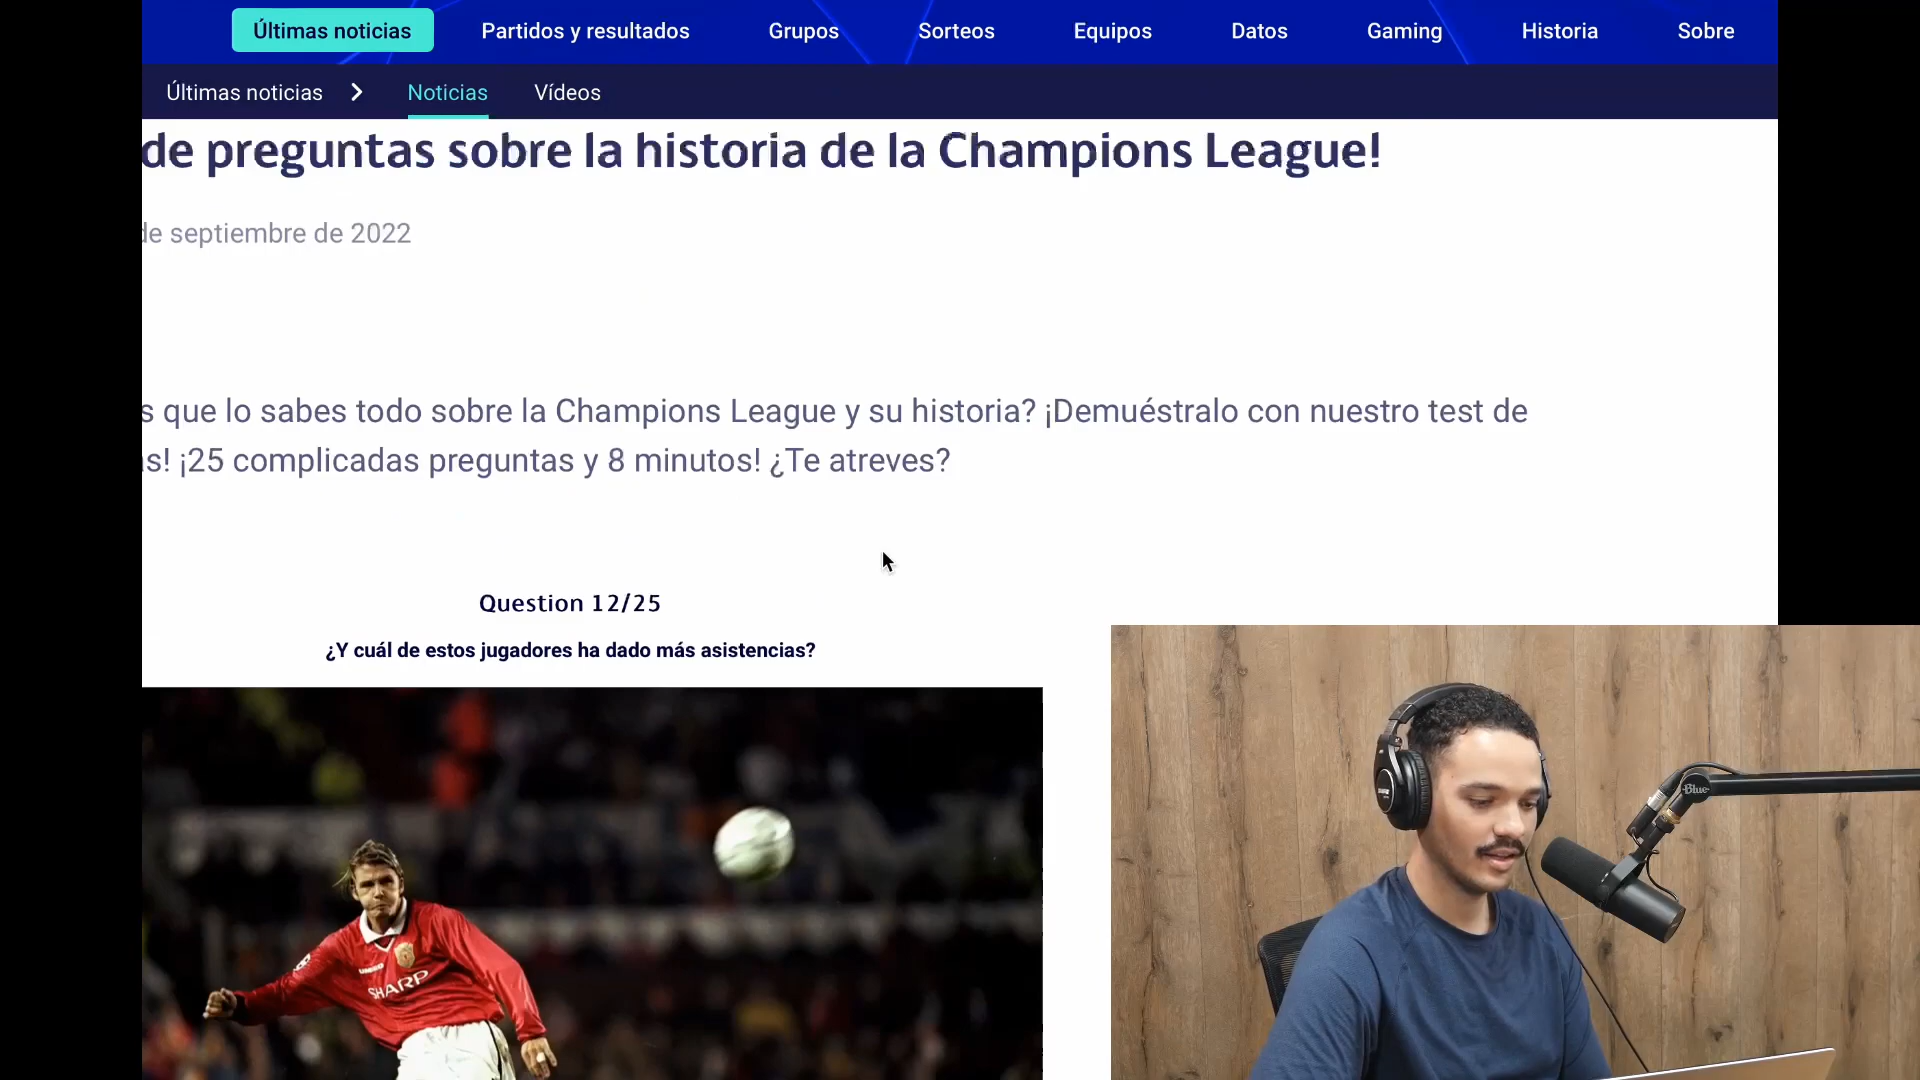 Últimas noticias Partidos y resultados Grupos Sorteos Equipos Datos Gaming Historia Sobre
Últimas noticias Noticias Vídeos
de preguntas sobre la historia de la Champions League!
de septiembre de 2022
s que lo sabes todo sobre la Champions League y su historia? ¡Demuéstralo con nuestro test de
s! ¡25 complicadas preguntas y 8 minutos! ¿Te atreves?
Question 12/25
¿Y cuál de estos jugadores ha dado más asistencias?
UMBRO
SHARP
Blue